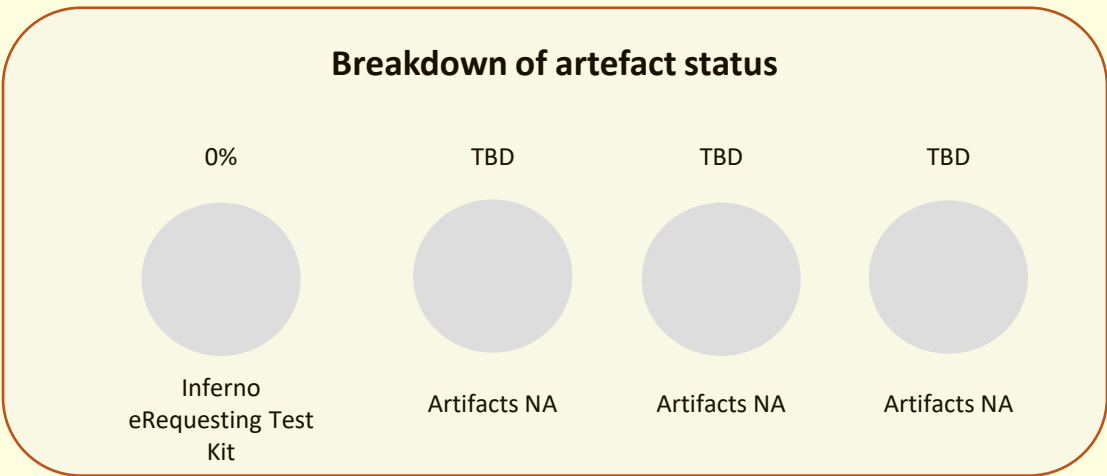 Breakdown of artefact status
0%
TBD
TBD
TBD
Inferno
eRequesting Test
Kit
Artifacts NA
Artifacts NA
Artifacts NA